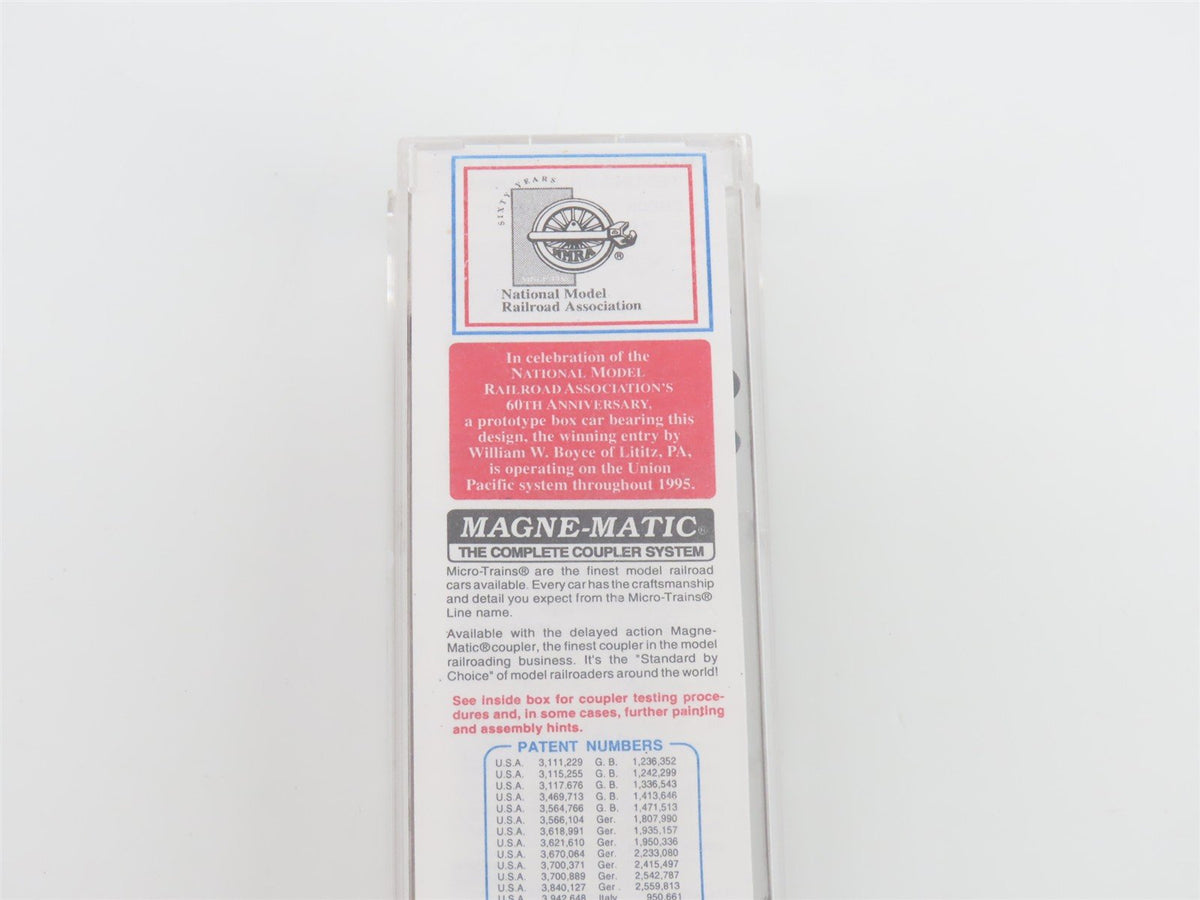 SIXTY YEARS
NMRA ®
National Model
Railroad Association
In celebration of the
NATIONAL MODEL
RAILROAD ASSOCIATION'S
60TH ANNIVERSARY,
a prototype box car bearing this
design, the winning entry by
William W. Boyce of Lititz, PA,
is operating on the Union
Pacific system throughout 1995.
MAGNE-MATIC®
THE COMPLETE COUPLER SYSTEM
Micro-Trains® are the finest model railroad
cars available. Every car has the craftsmanship
and detail you expect from the Micro-Trains®
Line name.
Available with the delayed action Magne-
Matic®coupler, the finest coupler in the model
railroading business. It's the "Standard by
Choice" of model railroaders around the world!
See inside box for coupler testing proce-
dures and, in some cases, further painting
and assembly hints.
PATENT NUMBERS
U.S.A. 3,111,229 G. B. 1,236,352
U.S.A. 3,115,255 G. B. 1,242,299
U.S.A. 3,117,676 G. B. 1,336,543
U.S.A. 3,469,713 G. B. 1,413,646
U.S.A. 3,564,766 G. B. 1,471,513
U.S.A. 3,566,104 Ger. 1,807,990
U.S.A. 3,618,991 Ger. 1,935,157
U.S.A. 3,621,610 Ger. 1,950,336
U.S.A. 3,670,064 Ger. 2,233,080
U.S.A. 3,700,371 Ger. 2,415,497
U.S.A. 3,700,889 Ger. 2,542,787
U.S.A. 3,840,127 Ger. 2,559,813
U.S.A. 3,942,648 Italy 950,661